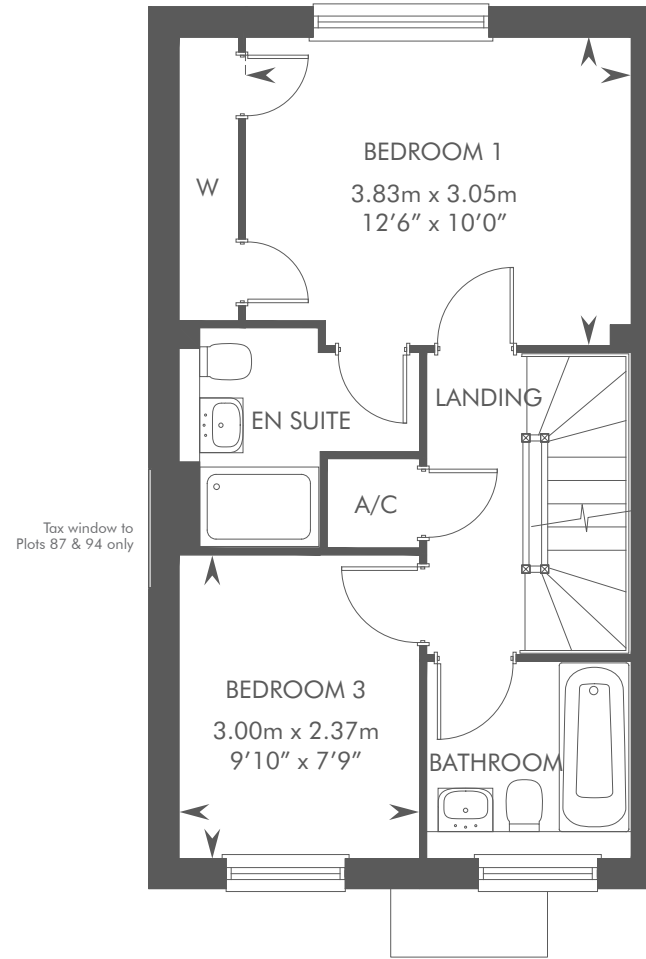 BEDROOM 1
3.83m x 3.05m
12’6” x 10’0”
W
LANDING
EN SUITE
A/C
Tax window to
Plots 87 & 94 only
BEDROOM 3
3.00m x 2.37m
9’10” x 7’9”
BATHROOM